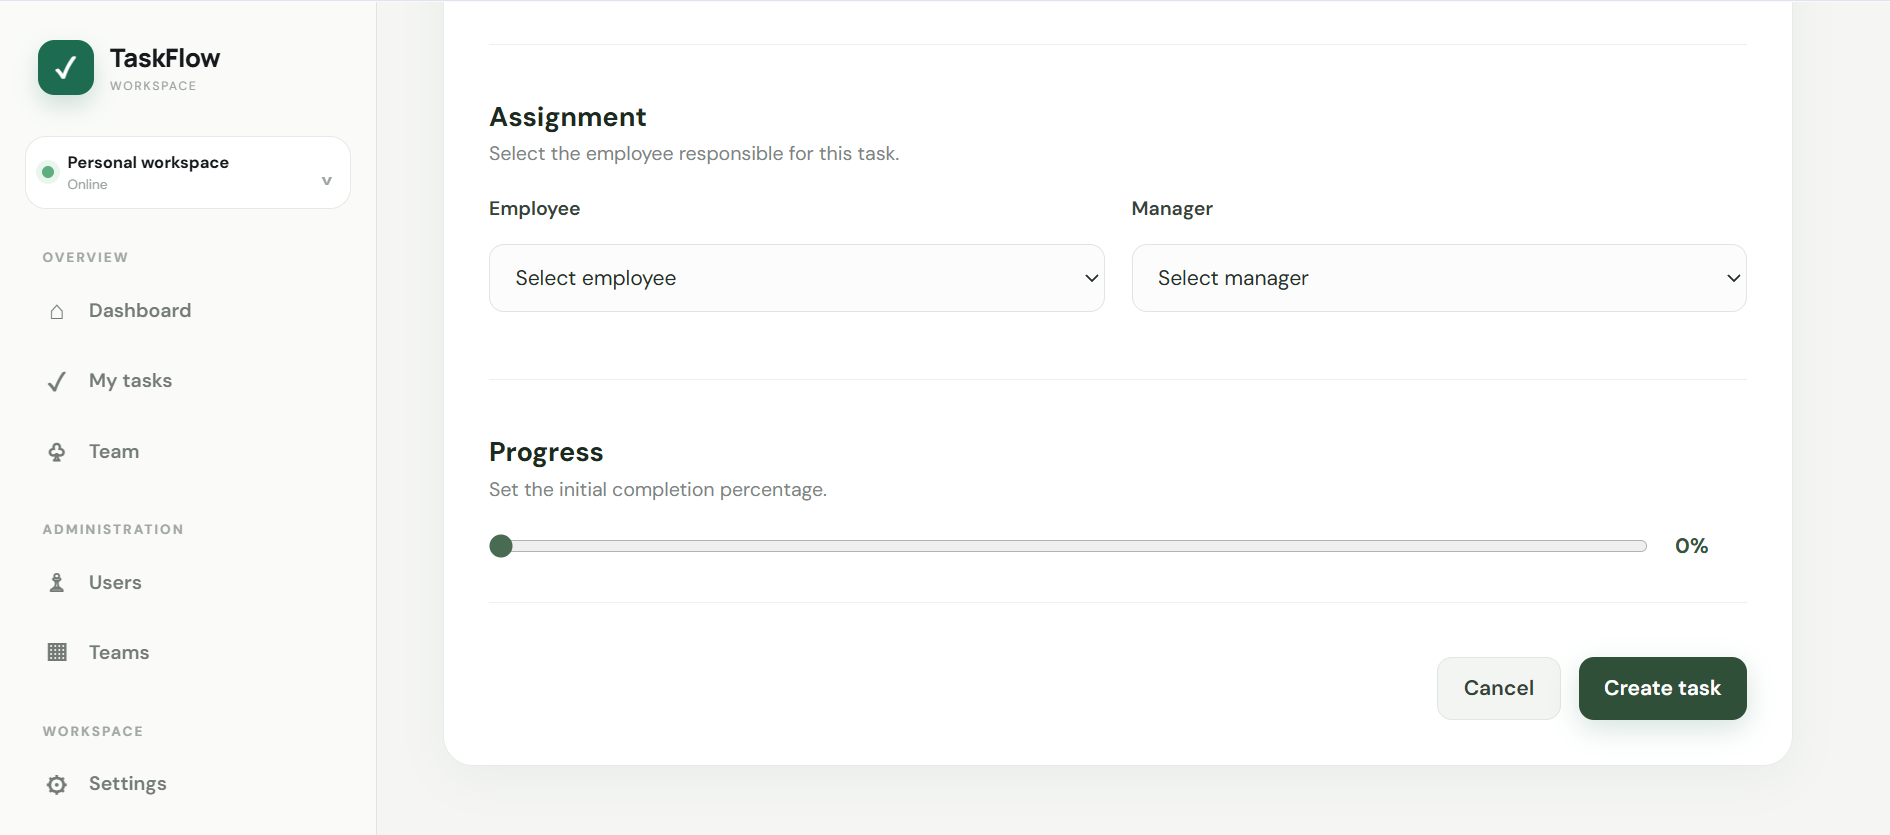 TaskFlow
WORKSPACE
Personal workspace
Online
v
OVERVIEW
Dashboard
My tasks
Team
ADMINISTRATION
Users
Teams
WORKSPACE
Settings
Assignment
Select the employee responsible for this task.
Employee
Manager
Select employee
Select manager
Progress
Set the initial completion percentage.
0%
Cancel
Create task